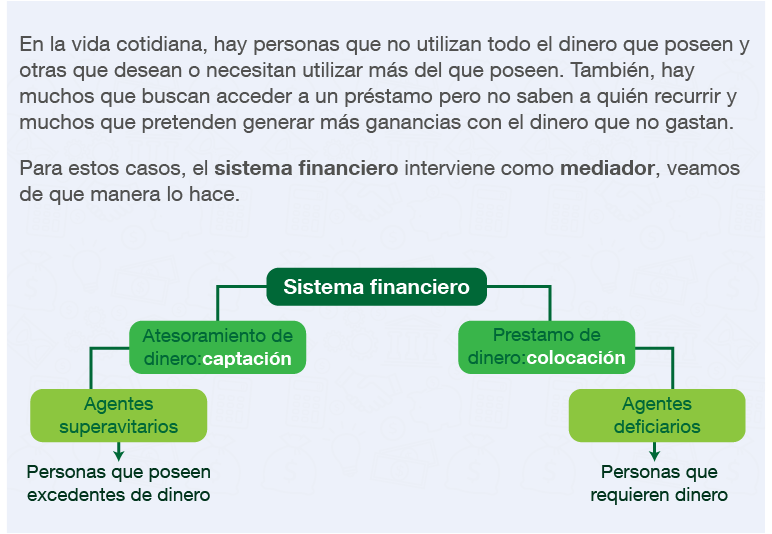 En la vida cotidiana, hay personas que no utilizan todo el dinero que poseen y
otras que desean o necesitan utilizar más del que poseen. También, hay
muchos que buscan acceder a un préstamo pero no saben a quién recurrir y
muchos que pretenden generar más ganancias con el dinero que no gastan.
Para estos casos, el sistema financiero interviene como mediador, veamos
de que manera lo hace.
Sistema financiero
Atesoramiento de
dinero:captación
Prestamo de
dinero:colocación
Agentes
superavitarios
Agentes
deficiarios
Personas que poseen
excedentes de dinero
Personas que
requieren dinero